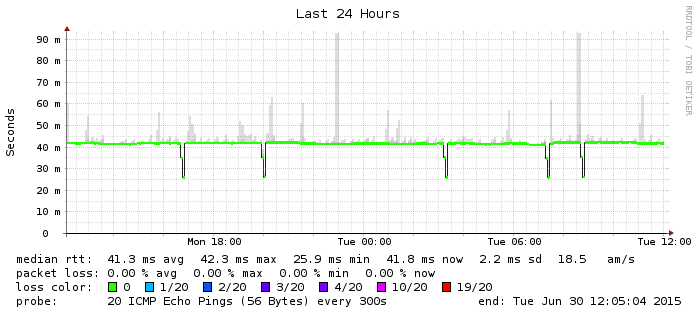 Last 24 Hours
RRDTOOL / TOBI OETIKER
Seconds
90 m
80 m
70 m
60 m
50 m
40 m
30 m
20 m
10 m
0
Mon 18:00 Tue 00:00 Tue 06:00 Tue 12:00
median rtt: 41.3 ms avg 42.3 ms max 25.9 ms min 41.8 ms now 2.2 ms sd 18.5 am/s
packet loss: 0.00 % avg 0.00 % max 0.00 % min 0.00 % now
loss color: 0 1/20 2/20 3/20 4/20 10/20 19/20
probe: 20 ICMP Echo Pings (56 Bytes) every 300s end: Tue Jun 30 12:05:04 2015